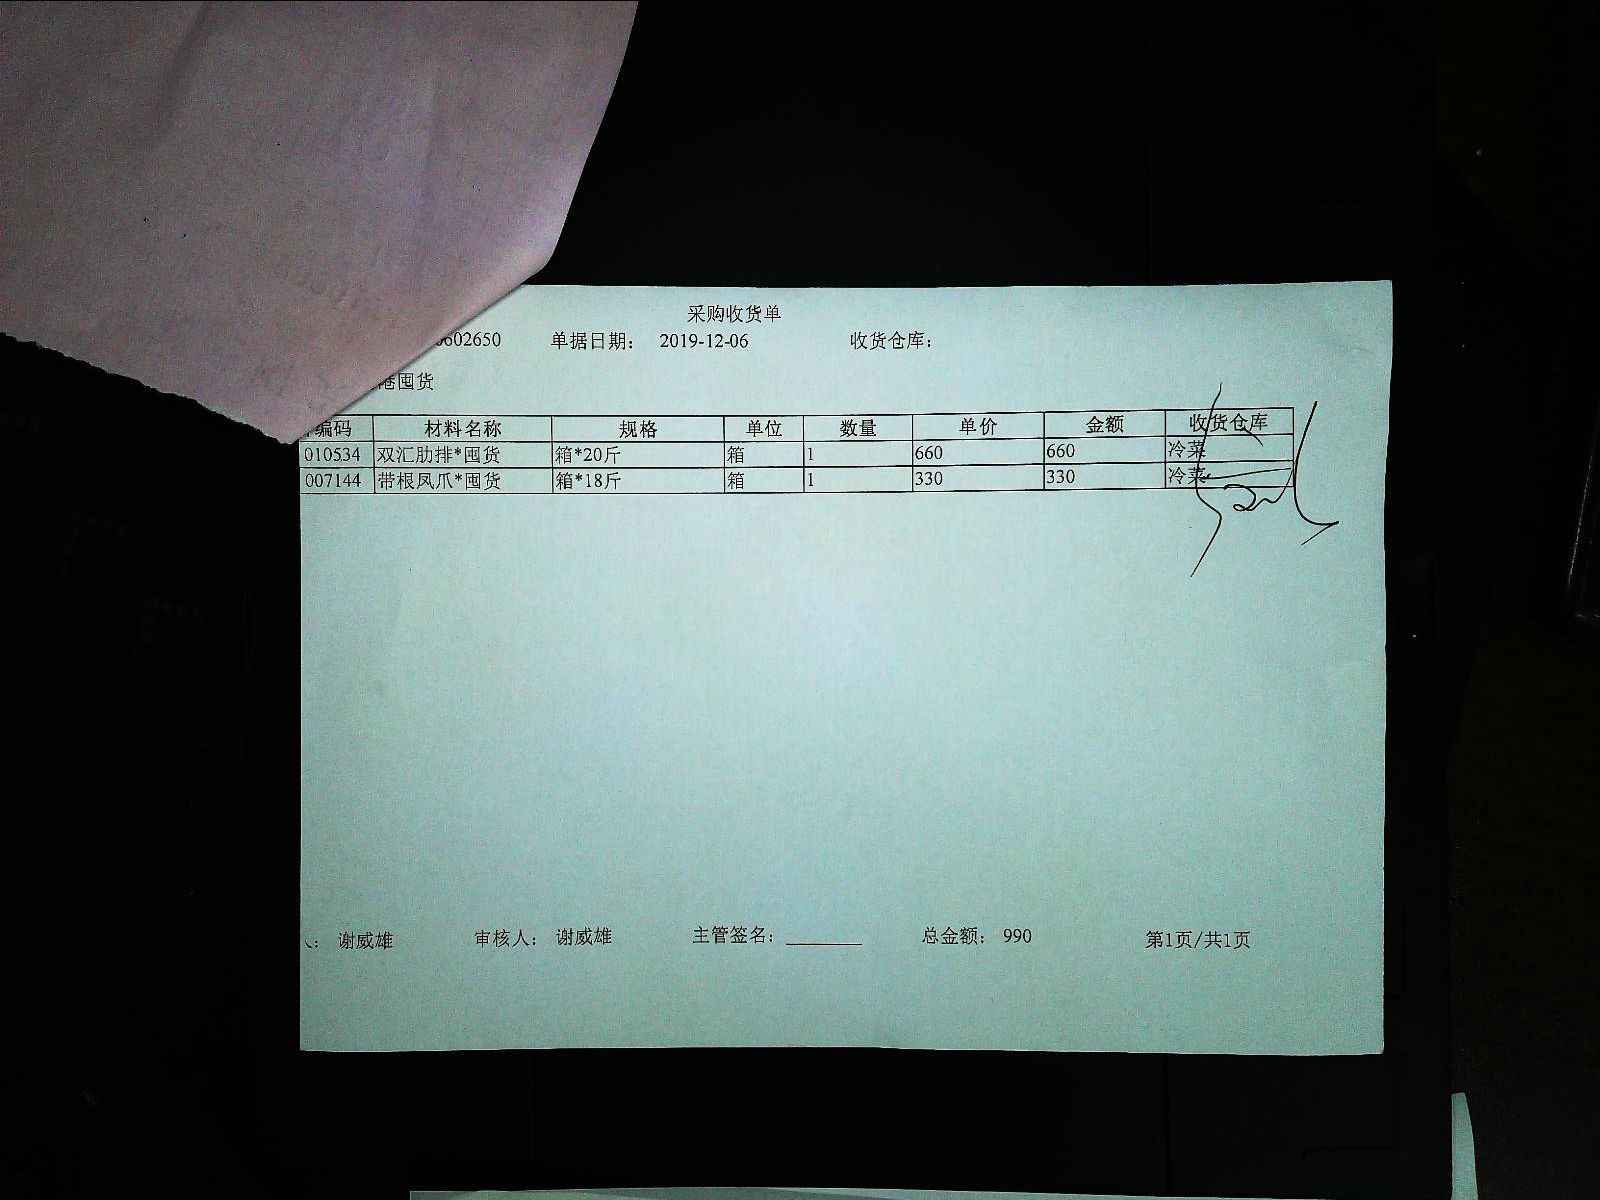 采购收货单
602650 单据日期： 2019-12-06 收货仓库：
港囤货
编码 材料名称 规格 单位 数量 单价 金额 收货仓库
010534 双汇肋排*囤货 箱*20斤 箱 1 660 660 冷菜
007144 带根凤爪*囤货 箱*18斤 箱 1 330 330 冷菜
谢威雄 审核人： 谢威雄 主管签名： 总金额： 990 第1页/共1页